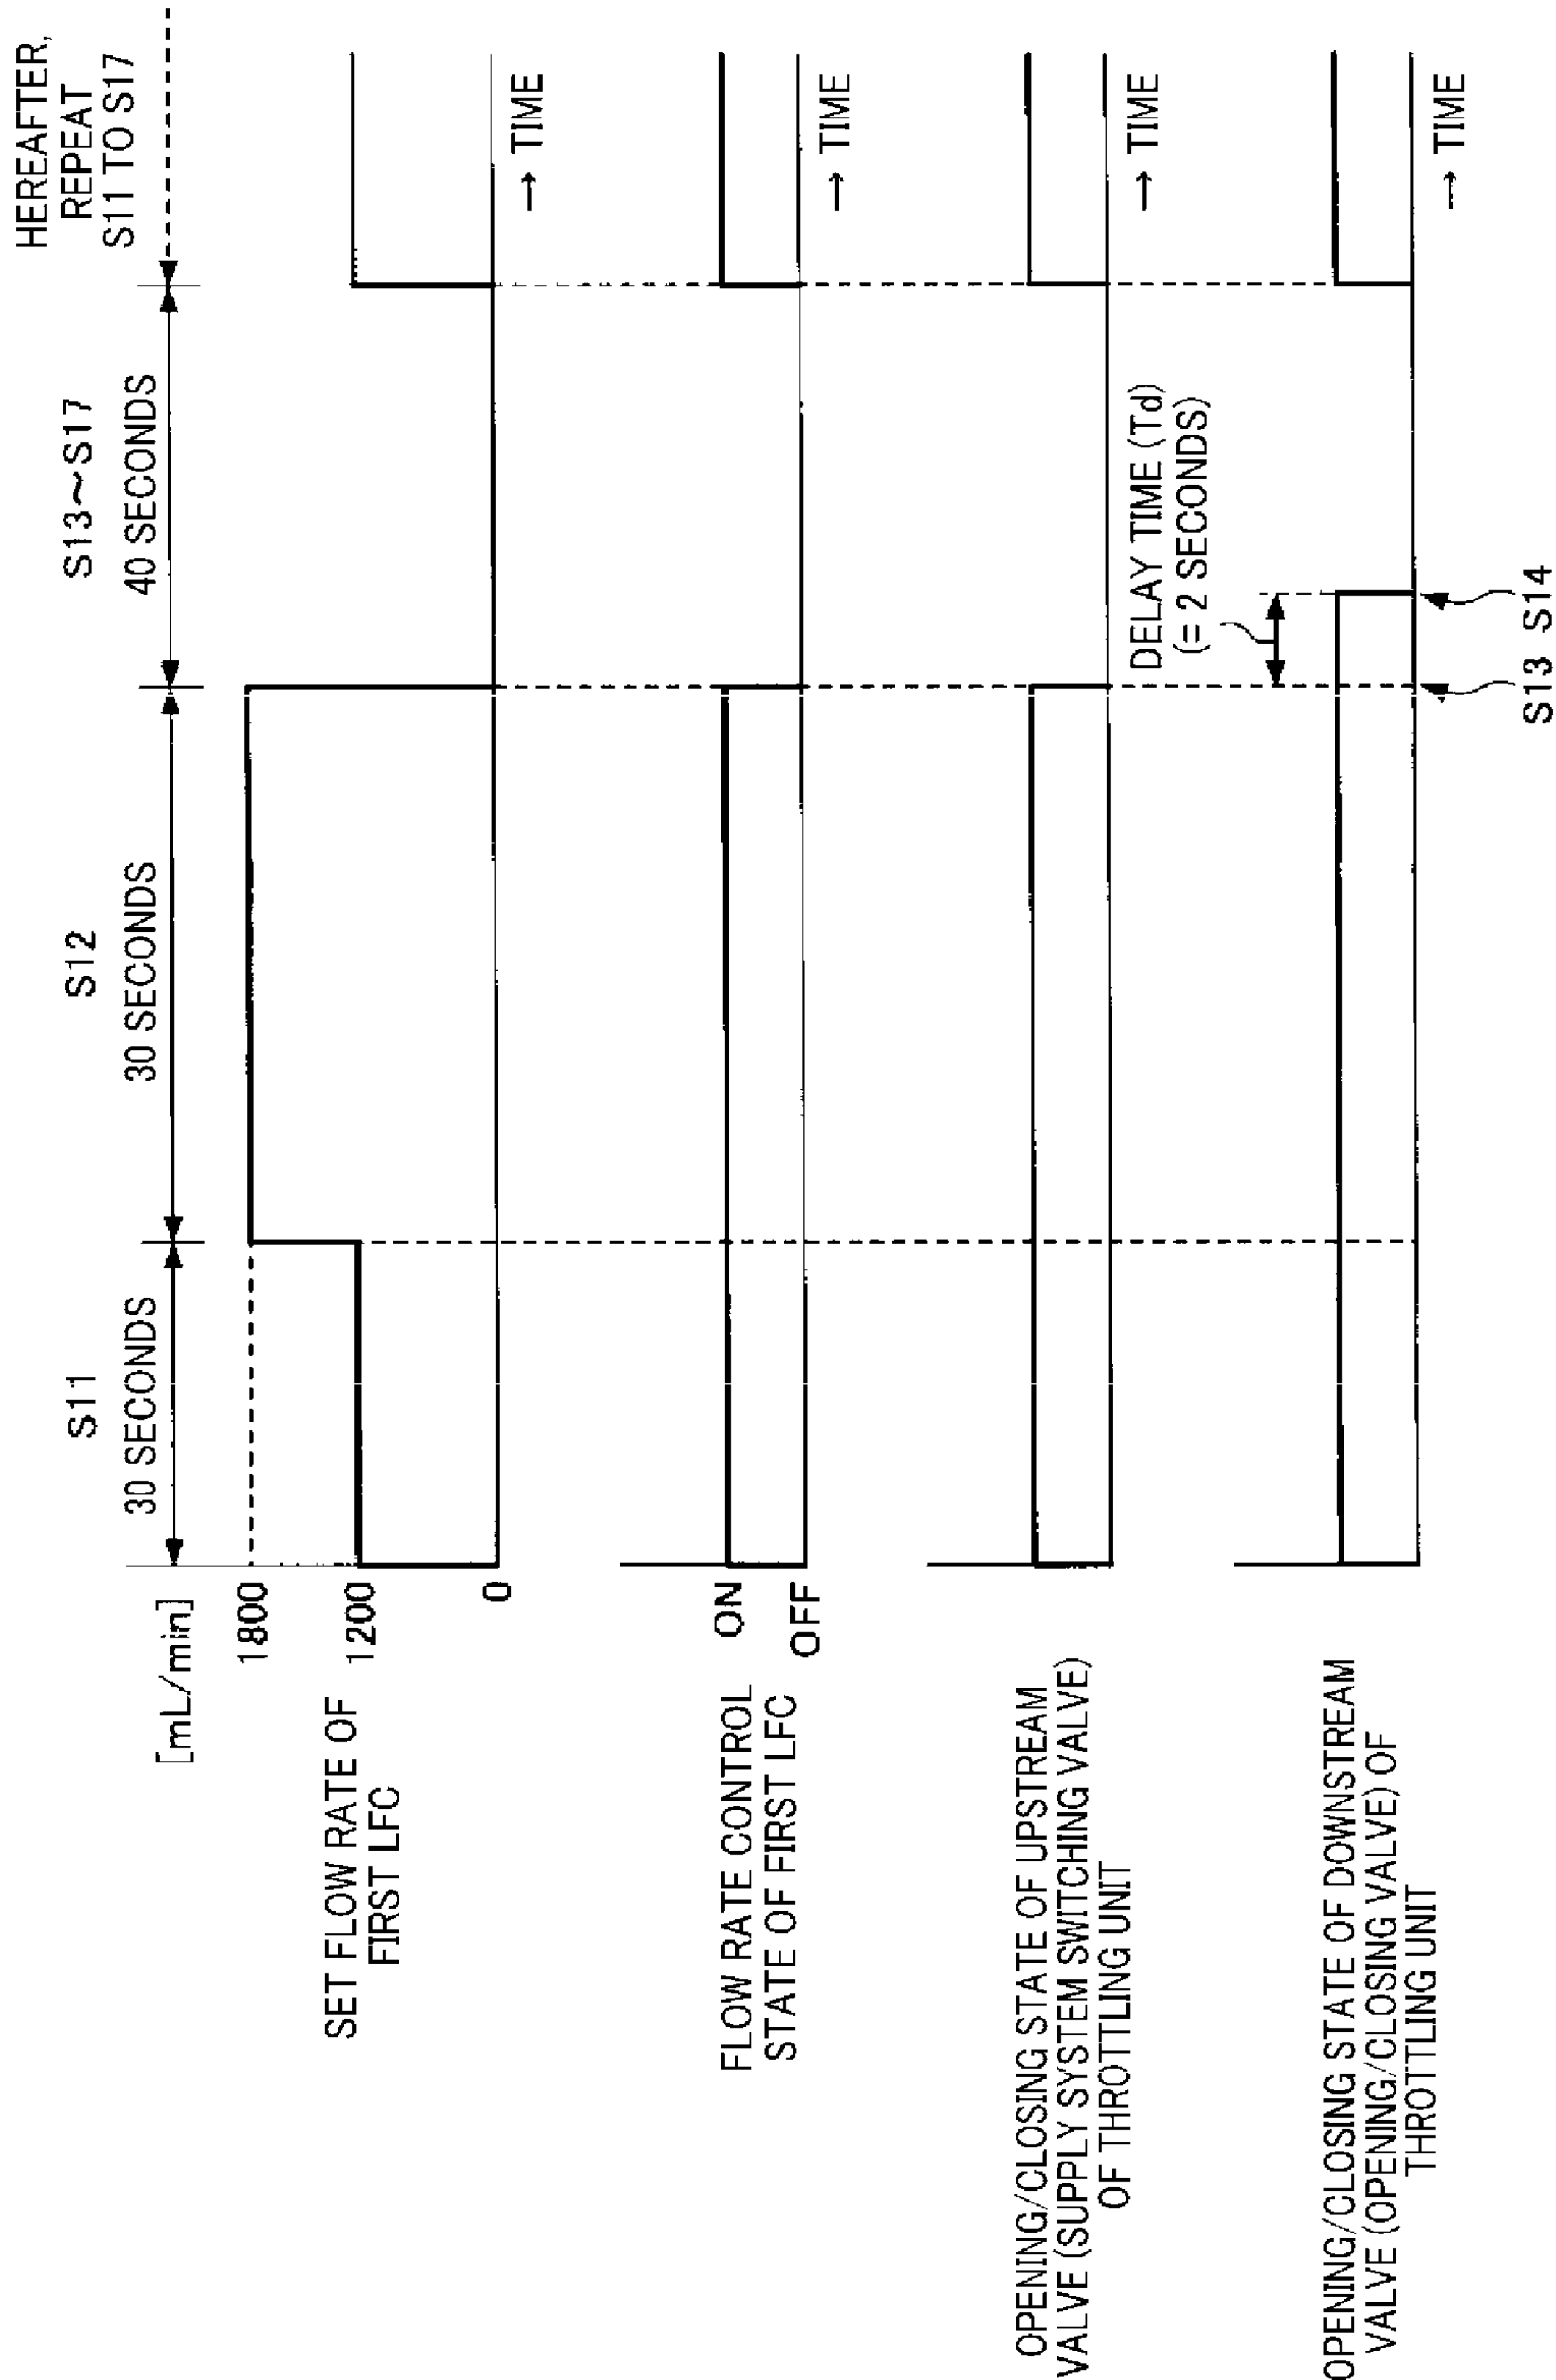 HEREAFTER,
REPEAT
S11 TO S17
S11
S12
S13~S17
30 SECONDS
30 SECONDS
40 SECONDS
[mL/min]
1800
1200
0
SET FLOW RATE OF
FIRST LFC
→ TIME
ON
OFF
FLOW RATE CONTROL
STATE OF FIRST LFC
→ TIME
OPENING/CLOSING STATE OF UPSTREAM
VALVE (SUPPLY SYSTEM SWITCHING VALVE)
OF THROTTLING UNIT
→ TIME
DELAY TIME (Td)
(= 2 SECONDS)
OPENING/CLOSING STATE OF DOWNSTREAM
VALVE (OPENING/CLOSING VALVE) OF
THROTTLING UNIT
→ TIME
S13 S14